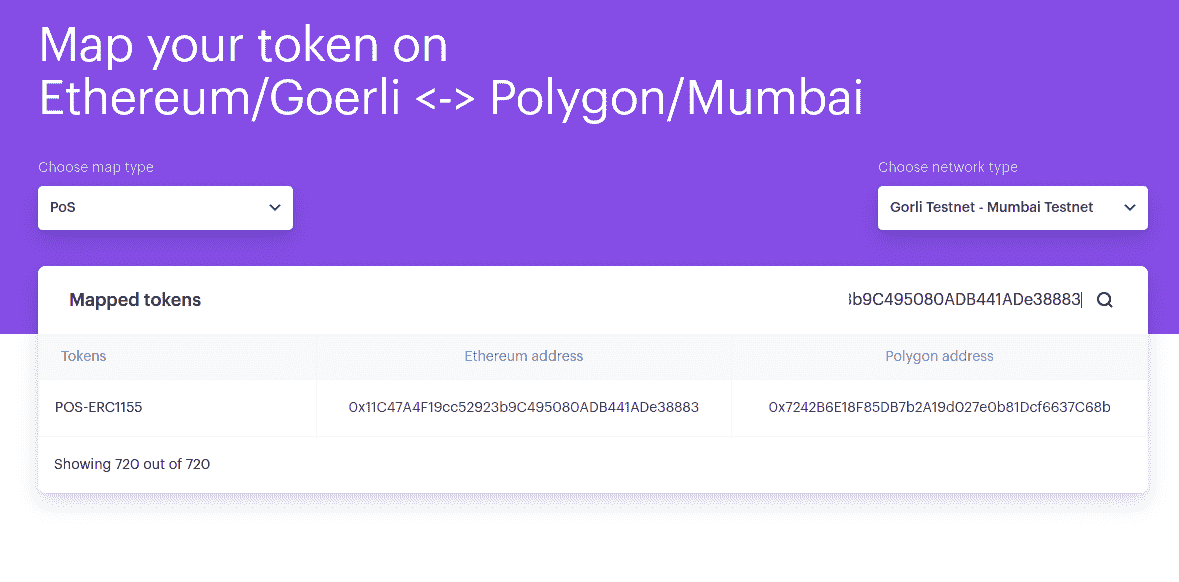 Map your token on
Ethereum/Goerli <-> Polygon/Mumbai
Choose map type
Choose network type
PoS
Gorli Testnet - Mumbai Testnet
Mapped tokens
b9C495080ADB441ADe38883
Tokens
Ethereum address
Polygon address
POS-ERC1155
0x11C47A4F19cc52923b9C495080ADB441ADe38883
0x7242B6E18F85DB7b2A19d027e0b81Dcf6637C68b
Showing 720 out of 720